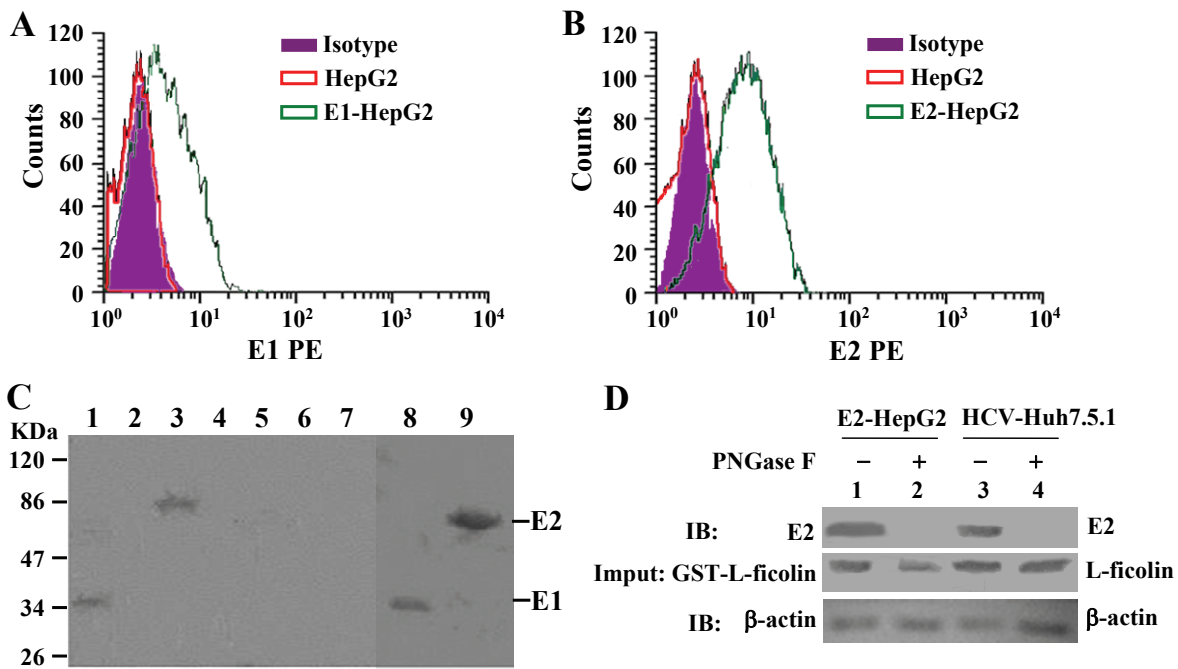 A
120
100
80
60
40
20
0
Counts
Isotype
HepG2
E1-HepG2
10^0 10^1 10^2 10^3 10^4
E1 PE
B
120
100
80
60
40
20
0
Counts
Isotype
HepG2
E2-HepG2
10^0 10^1 10^2 10^3 10^4
E2 PE
C
1 2 3 4 5 6 7 8 9
KDa
120
86
47
34
26
E2
E1
D
E2-HepG2 HCV-Huh7.5.1
PNGase F − + − +
1 2 3 4
IB: E2 E2
Imput: GST-L-ficolin L-ficolin
IB: β-actin β-actin